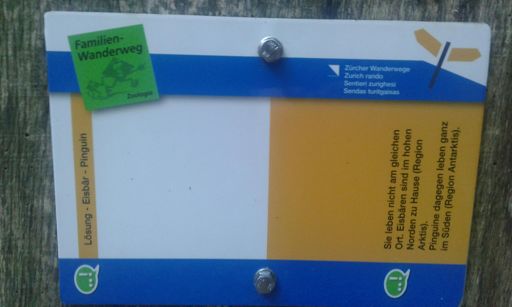 Familien-
Wanderweg
Zoologis
Zürcher Wanderwege
Zurich rando
Sentieri zurighesi
Sendas turitgaisas
Lösung - Eisbär - Pinguin
Sie leben nicht am gleichen
Ort. Eisbären sind im hohen
Norden zu Hause (Region
Arktis).
Pinguine dagegen leben ganz
im Süden (Region Antarktis).